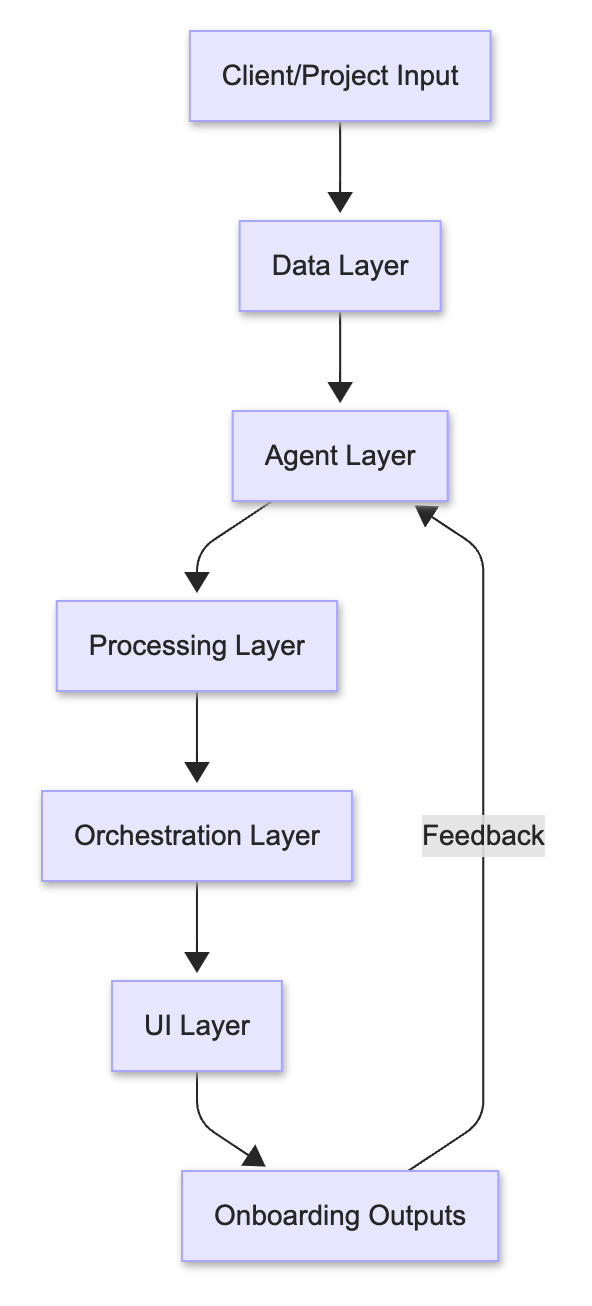 Client/Project Input
Data Layer
Agent Layer
Processing Layer
Orchestration Layer
Feedback
UI Layer
Onboarding Outputs